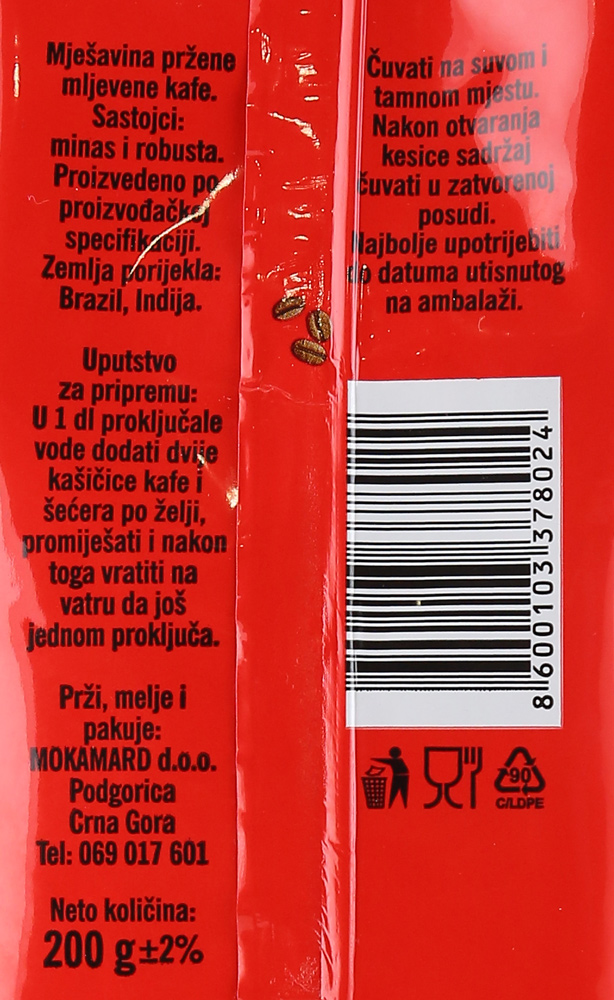 Mješavina pržene
mljevene kafe.
Sastojci:
minas i robusta.
Proizvedeno po
proizvođačkoj
specifikaciji.
Zemlja porijekla:
Brazil, Indija.
Uputstvo
za pripremu:
U 1 dl proključale
vode dodati dvije
kašičice kafe i
šećera po želji,
promiješati i nakon
toga vratiti na
vatru da još
jednom proključa.
Prži, melje i
pakuje:
MOKAMARD d.o.o.
Podgorica
Crna Gora
Tel: 069 017 601
Neto količina:
200 g±2%
Čuvati na suvom i
tamnom mjestu.
Nakon otvaranja
kesice sadržaj
čuvati u zatvorenoj
posudi.
Najbolje upotrijebiti
do datuma utisnutog
na ambalaži.
8 600103 378024
90
C/LDPE